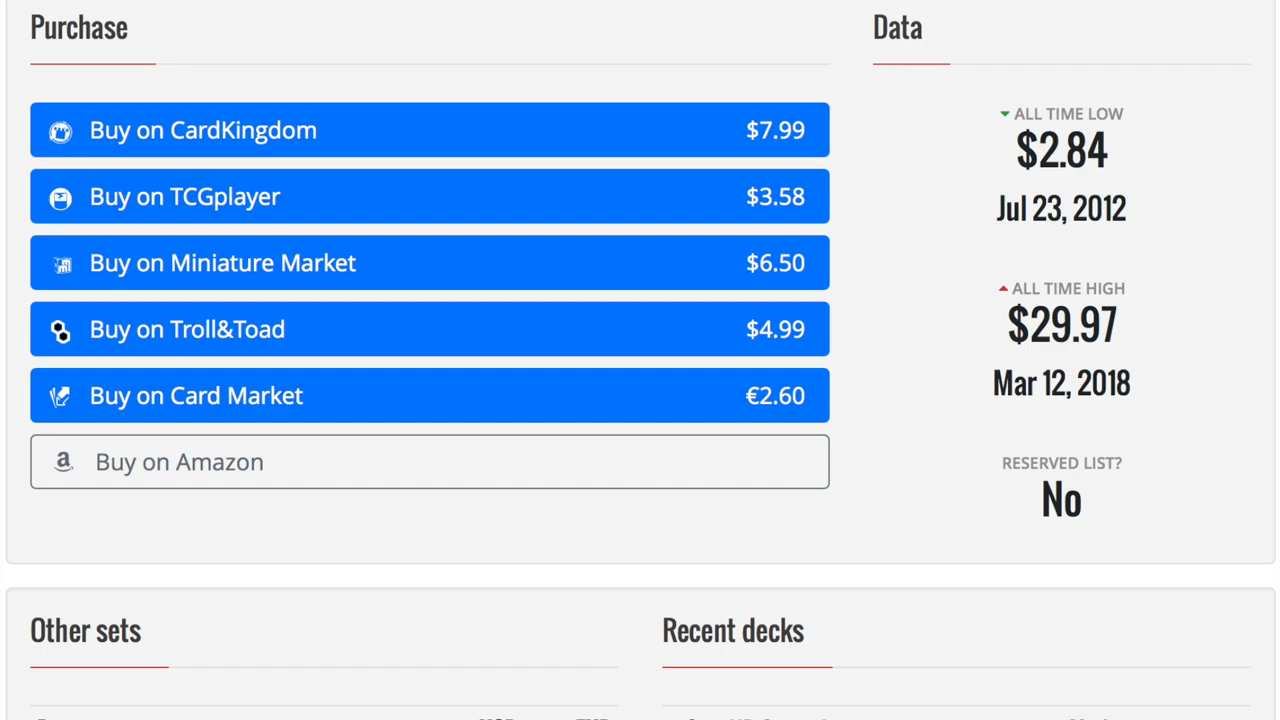 Purchase
Buy on CardKingdom $7.99
Buy on TCGplayer $3.58
Buy on Miniature Market $6.50
Buy on Troll&Toad $4.99
Buy on Card Market €2.60
Buy on Amazon
Data
ALL TIME LOW
$2.84
Jul 23, 2012
ALL TIME HIGH
$29.97
Mar 12, 2018
RESERVED LIST?
No
Other sets
Recent decks